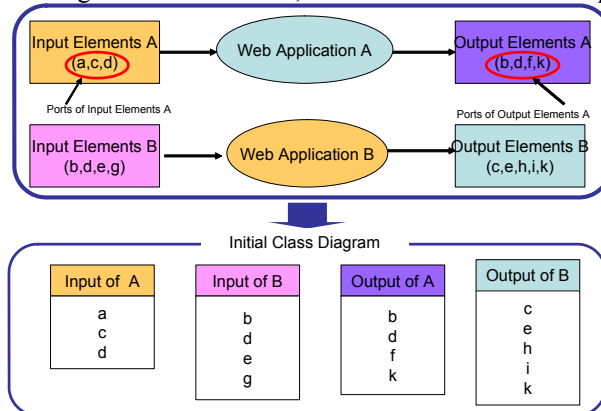 Input Elements A
(a,c,d)
Web Application A
Output Elements A
(b,d,f,k)
Ports of Input Elements A
Ports of Output Elements A
Input Elements B
(b,d,e,g)
Web Application B
Output Elements B
(c,e,h,i,k)
Initial Class Diagram
Input of A
a
c
d
Input of B
b
d
e
g
Output of A
b
d
f
k
Output of B
c
e
h
i
k